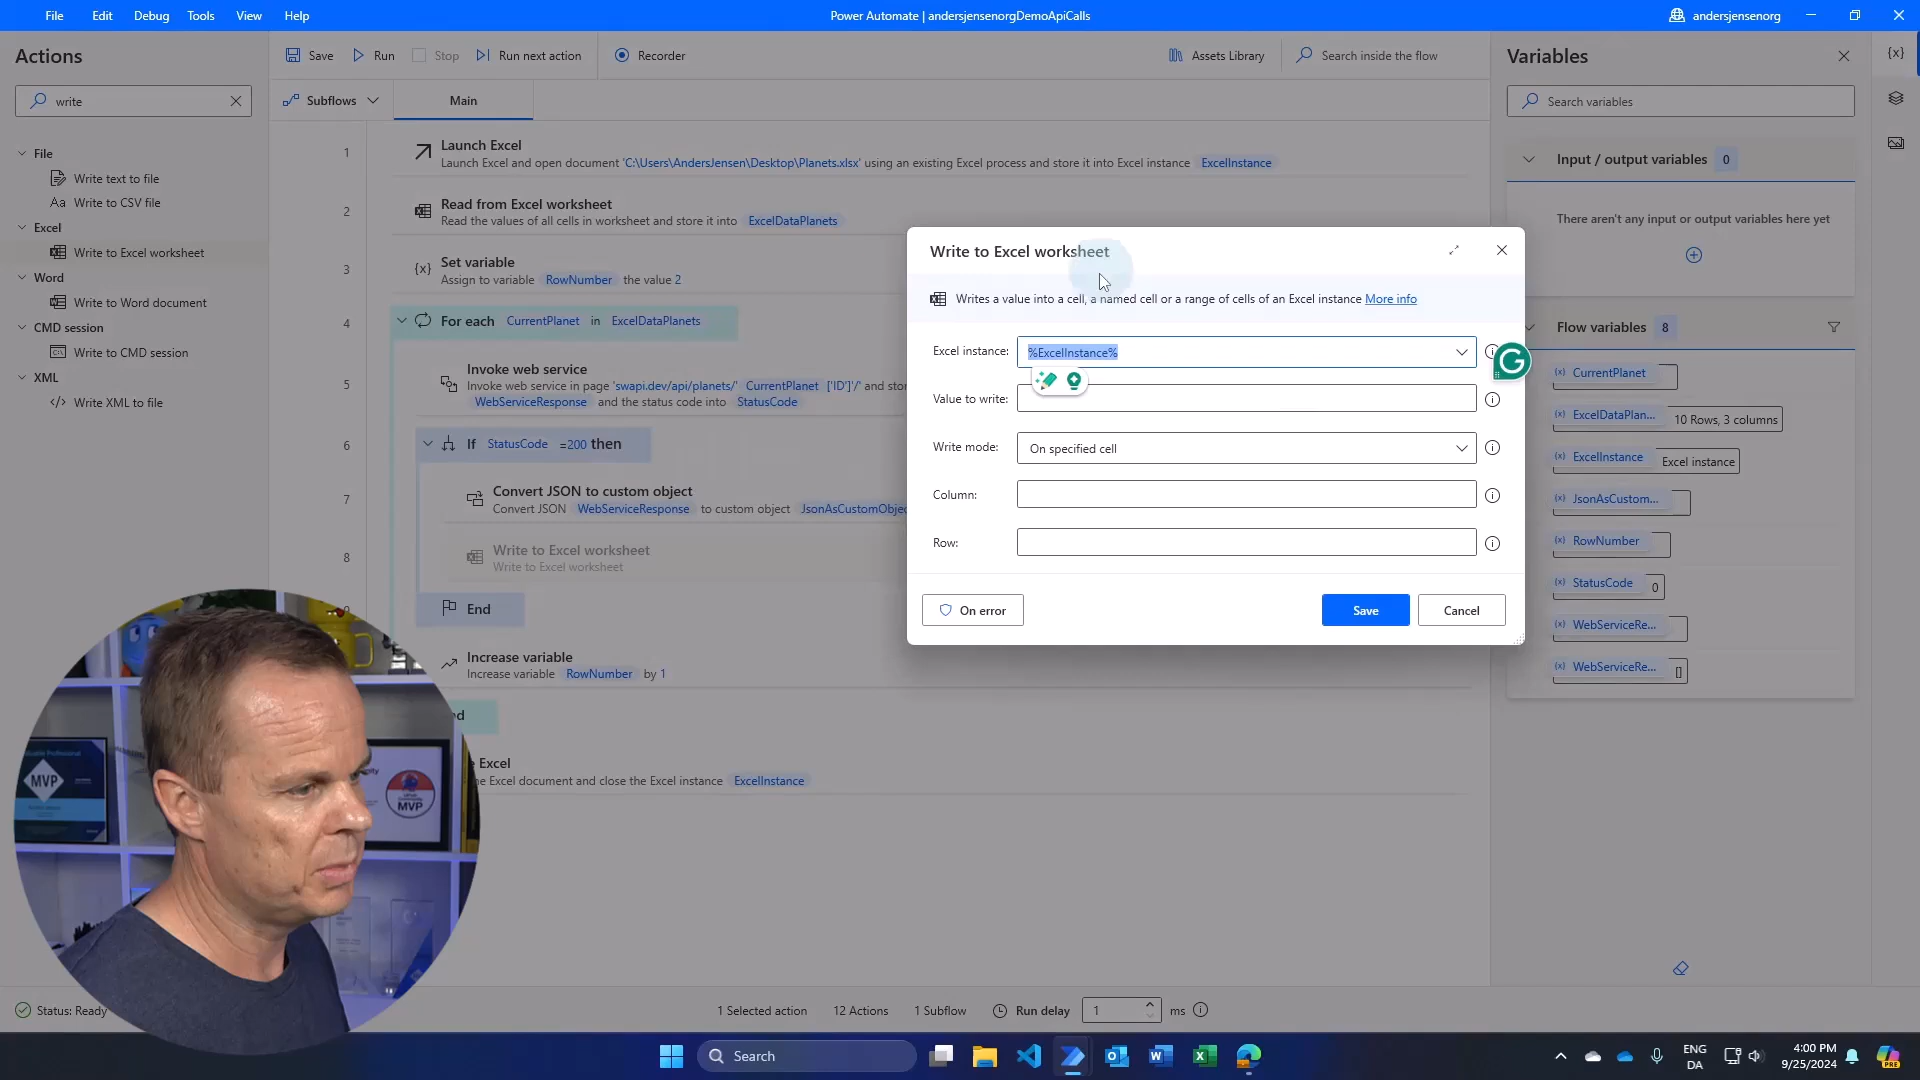 File Edit Debug Tools View Help
Power Automate | andersjensenorgDemoApiCalls
andersjensenorg
Actions
write
File
Write text to file
Aa Write to CSV file
Excel
Write to Excel worksheet
Word
Write to Word document
CMD session
Write to CMD session
XML
Write XML to file
Save Run Stop Run next action Recorder
Assets Library Search inside the flow
Subflows Main
1 Launch Excel
Launch Excel and open document 'C:\Users\AndersJensen\Desktop\Planets.xlsx' using an existing Excel process and store it into Excel instance ExcelInstance
2 Read from Excel worksheet
Read the values of all cells in worksheet and store it into ExcelDataPlanets
3 {x} Set variable
Assign to variable RowNumber the value 2
4 For each CurrentPlanet in ExcelDataPlanets
5 Invoke web service
Invoke web service in page 'swapi.dev/api/planets/' CurrentPlanet ['ID']'/' and stor
WebServiceResponse and the status code into StatusCode
6 If StatusCode =200 then
7 Convert JSON to custom object
Convert JSON WebServiceResponse to custom object JsonAsCustomObjec
8 Write to Excel worksheet
Write to Excel worksheet
End
Increase variable
Increase variable RowNumber by 1
nd
e Excel
he Excel document and close the Excel instance ExcelInstance
Write to Excel worksheet
Writes a value into a cell, a named cell or a range of cells of an Excel instance More info
Excel instance: %ExcelInstance%
Value to write:
Write mode: On specified cell
Column:
Row:
On error Save Cancel
Variables
{x}
Search variables
Input / output variables 0
There aren't any input or output variables here yet
Flow variables 8
(x) CurrentPlanet
(x) ExcelDataPlan... 10 Rows, 3 columns
(x) ExcelInstance Excel instance
(x) JsonAsCustom...
(x) RowNumber
(x) StatusCode 0
(x) WebServiceRe...
(x) WebServiceRe... []
MVP
MVP
Status: Ready
1 Selected action 12 Actions 1 Subflow Run delay 1 ms
Search
ENG
DA
4:00 PM
9/25/2024